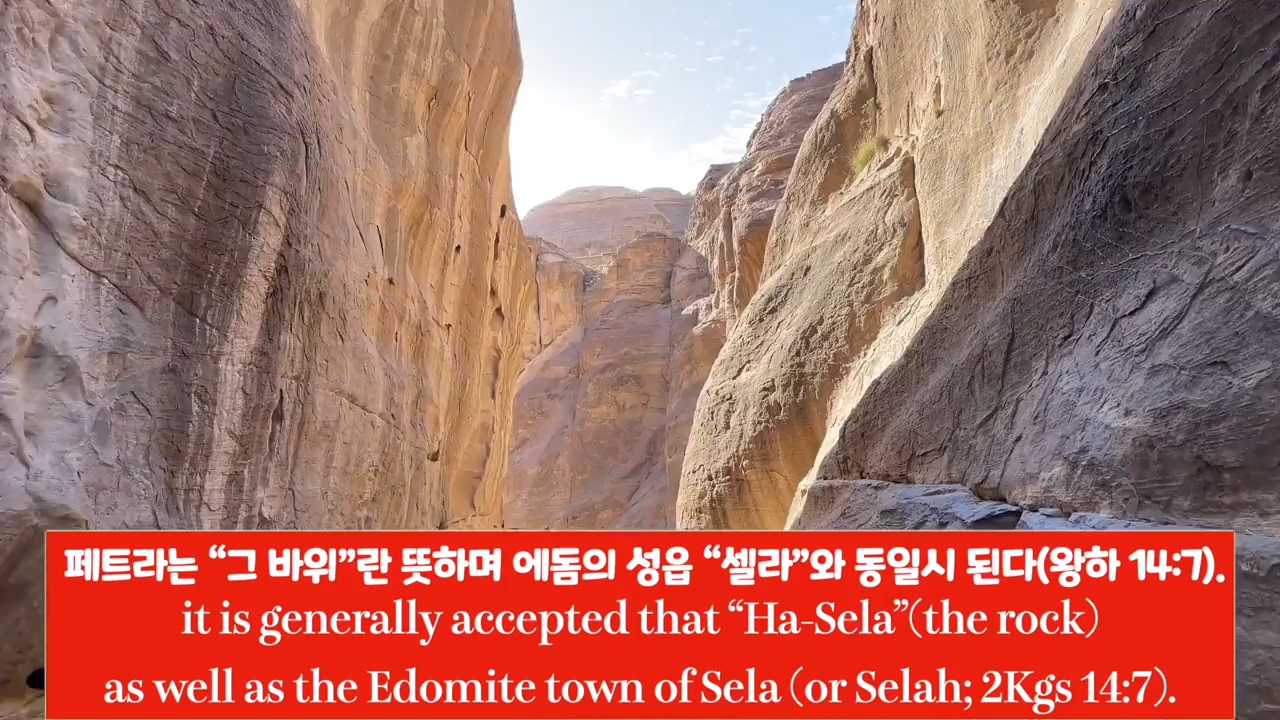 페트라는 “그 바위”란 뜻하며 에돔의 성읍 “셀라”와 동일시 된다(왕하 14:7).
it is generally accepted that “Ha-Sela”(the rock)
as well as the Edomite town of Sela (or Selah; 2Kgs 14:7).